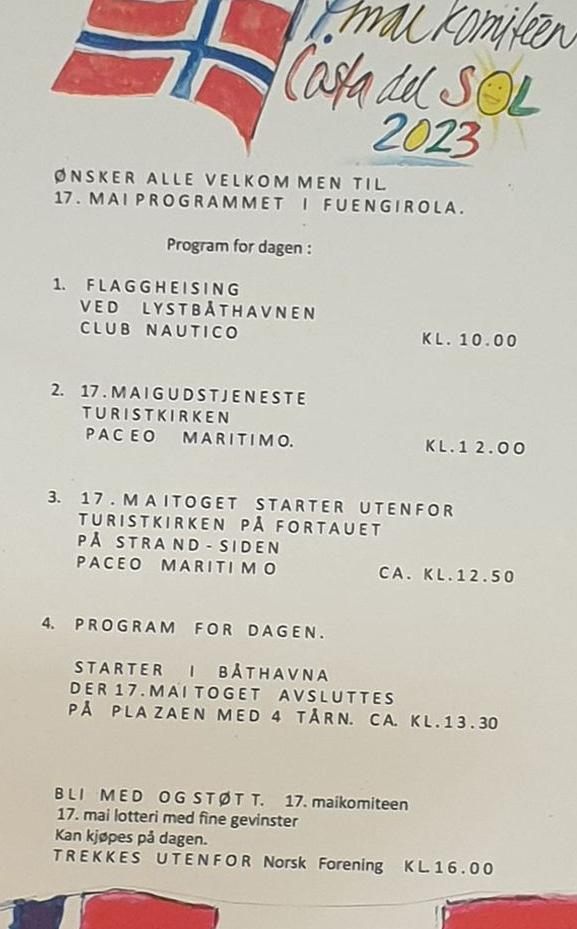 17. mai komitéen
Costa del SOL
2023
ØNSKER ALLE VELKOMMEN TIL
17. MAI PROGRAMMET I FUENGIROLA.
Program for dagen :
1. FLAGGHEISING
VED LYSTBÅTHAVNEN
CLUB NAUTICO KL. 10.00
2. 17.MAIGUDSTJENESTE
TURISTKIRKEN
PACEO MARITIMO. KL.12.00
3. 17. MAITOGET STARTER UTENFOR
TURISTKIRKEN PÅ FORTAUET
PÅ STRAND-SIDEN
PACEO MARITIMO CA. KL.12.50
4. PROGRAM FOR DAGEN.
STARTER I BÅTHAVNA
DER 17.MAITOGET AVSLUTTES
PÅ PLAZAEN MED 4 TÅRN. CA. KL.13.30
BLI MED OG STØTT. 17. maikomiteen
17. mai lotteri med fine gevinster
Kan kjøpes på dagen.
TREKKES UTENFOR Norsk Forening KL.16.00